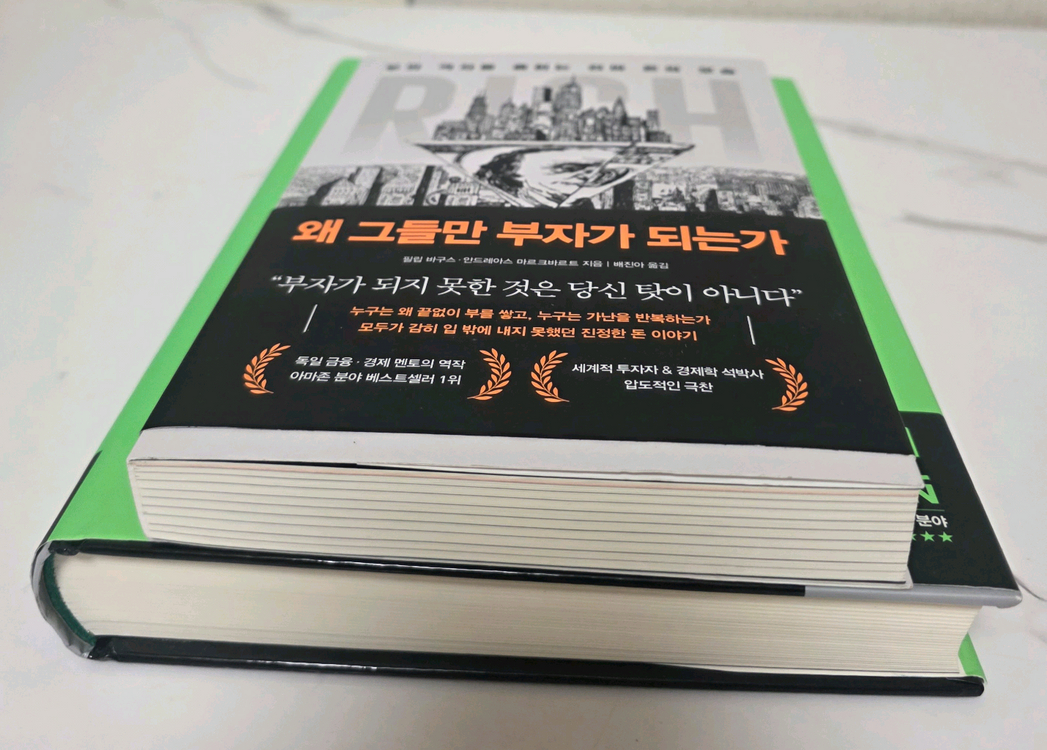 RICH
왜 그들만 부자가 되는가
필립 바구스 · 안드레아스 마르크바르트 지음 | 배진아 옮김
“부자가 되지 못한 것은 당신 탓이 아니다”
누구는 왜 끝없이 부를 쌓고, 누구는 가난을 반복하는가
모두가 감히 입 밖에 내지 못했던 진정한 돈 이야기
독일 금융 · 경제 멘토의 역작
아마존 분야 베스트셀러 1위
세계적 투자자 & 경제학 석박사
압도적인 극찬
분야